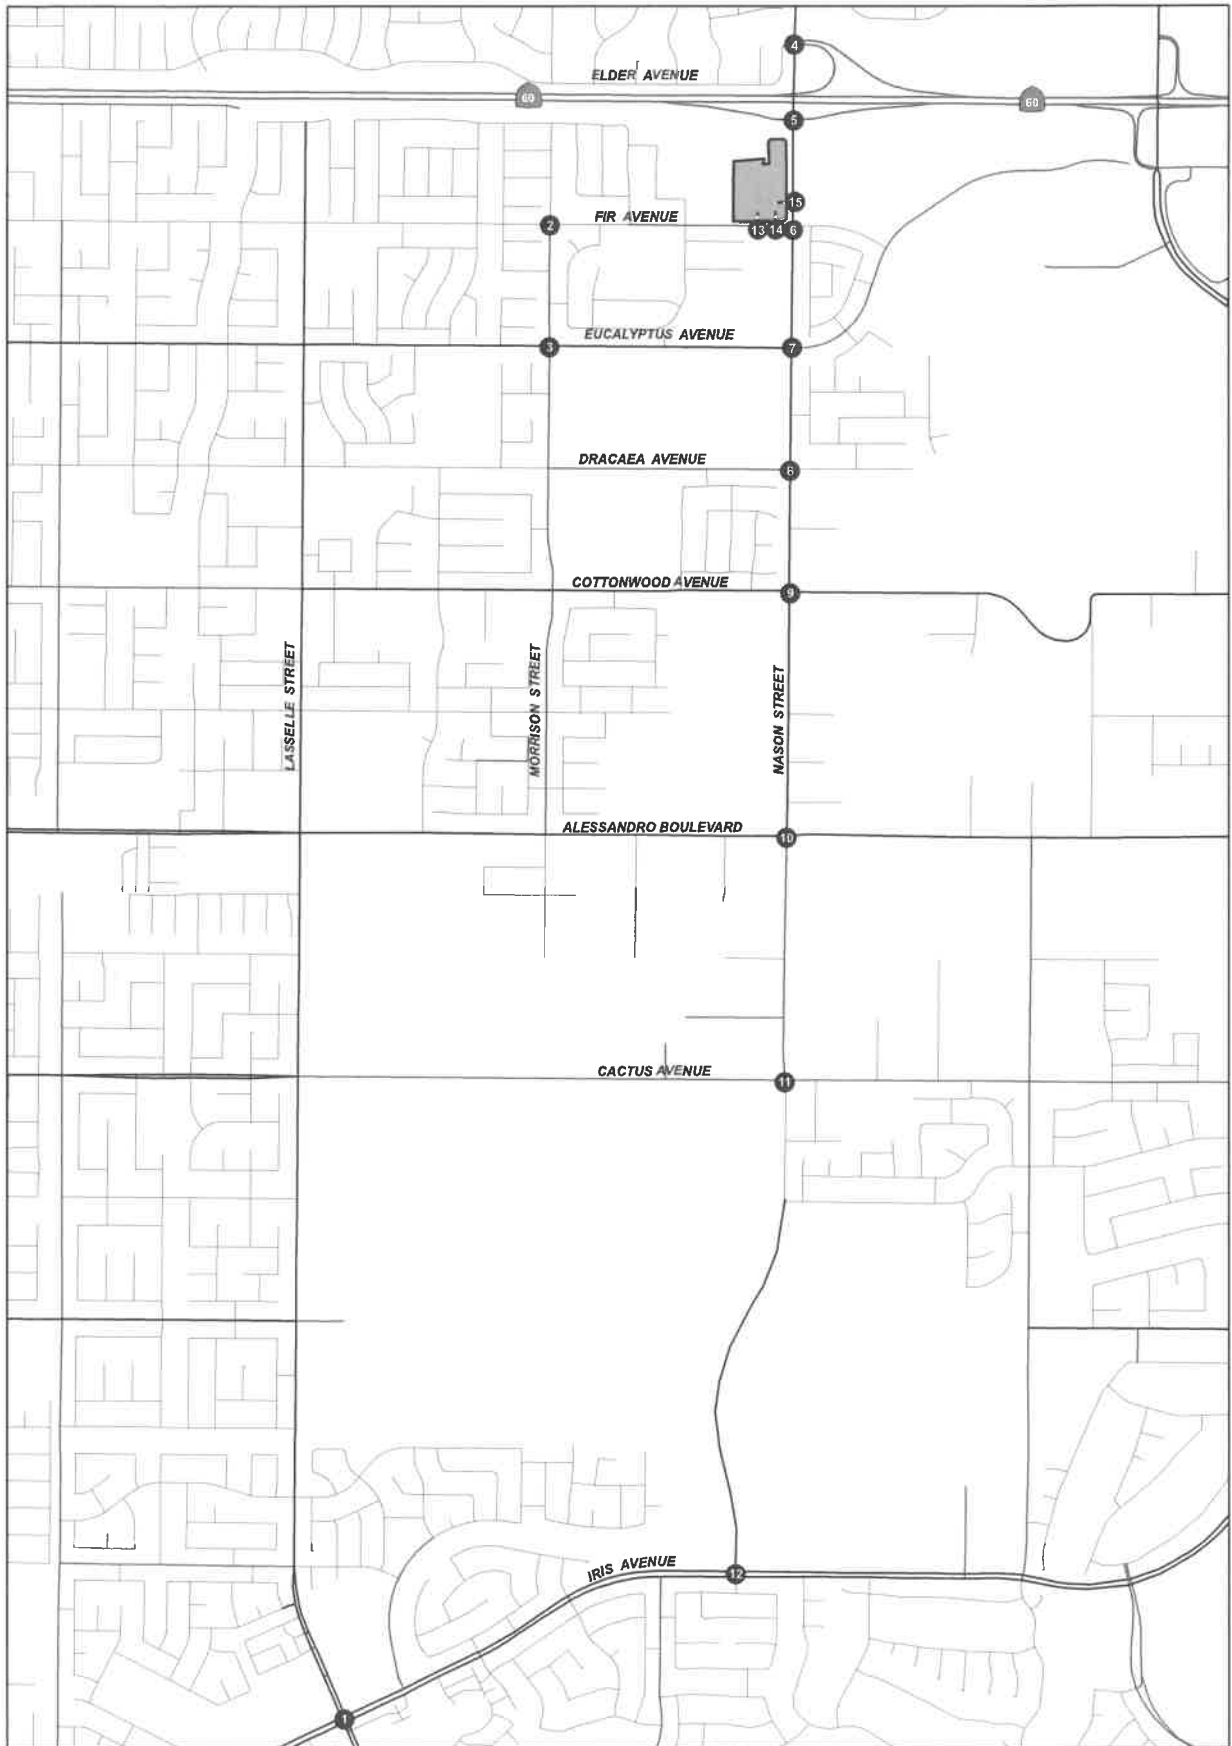 4
ELDER AVENUE
60
60
5
15
FIR AVENUE
2
13
14
6
EUCALYPTUS AVENUE
3
7
DRACAEA AVENUE
8
COTTONWOOD AVENUE
9
LASSELLE STREET
MORRISON STREET
NASON STREET
ALESSANDRO BOULEVARD
10
CACTUS AVENUE
11
IRIS AVENUE
12
1